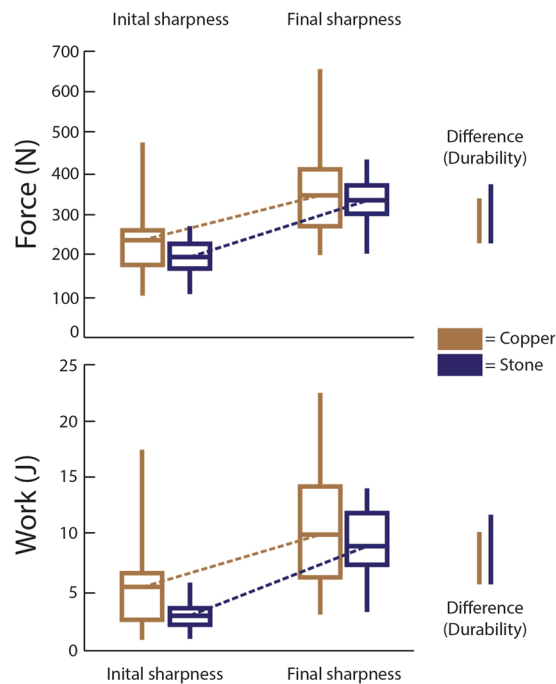 Inital sharpness
Final sharpness
700
600
500
400
300
200
100
0
Force (N)
Difference
(Durability)
= Copper
= Stone
25
20
15
10
5
0
Work (J)
Difference
(Durability)
Inital sharpness
Final sharpness